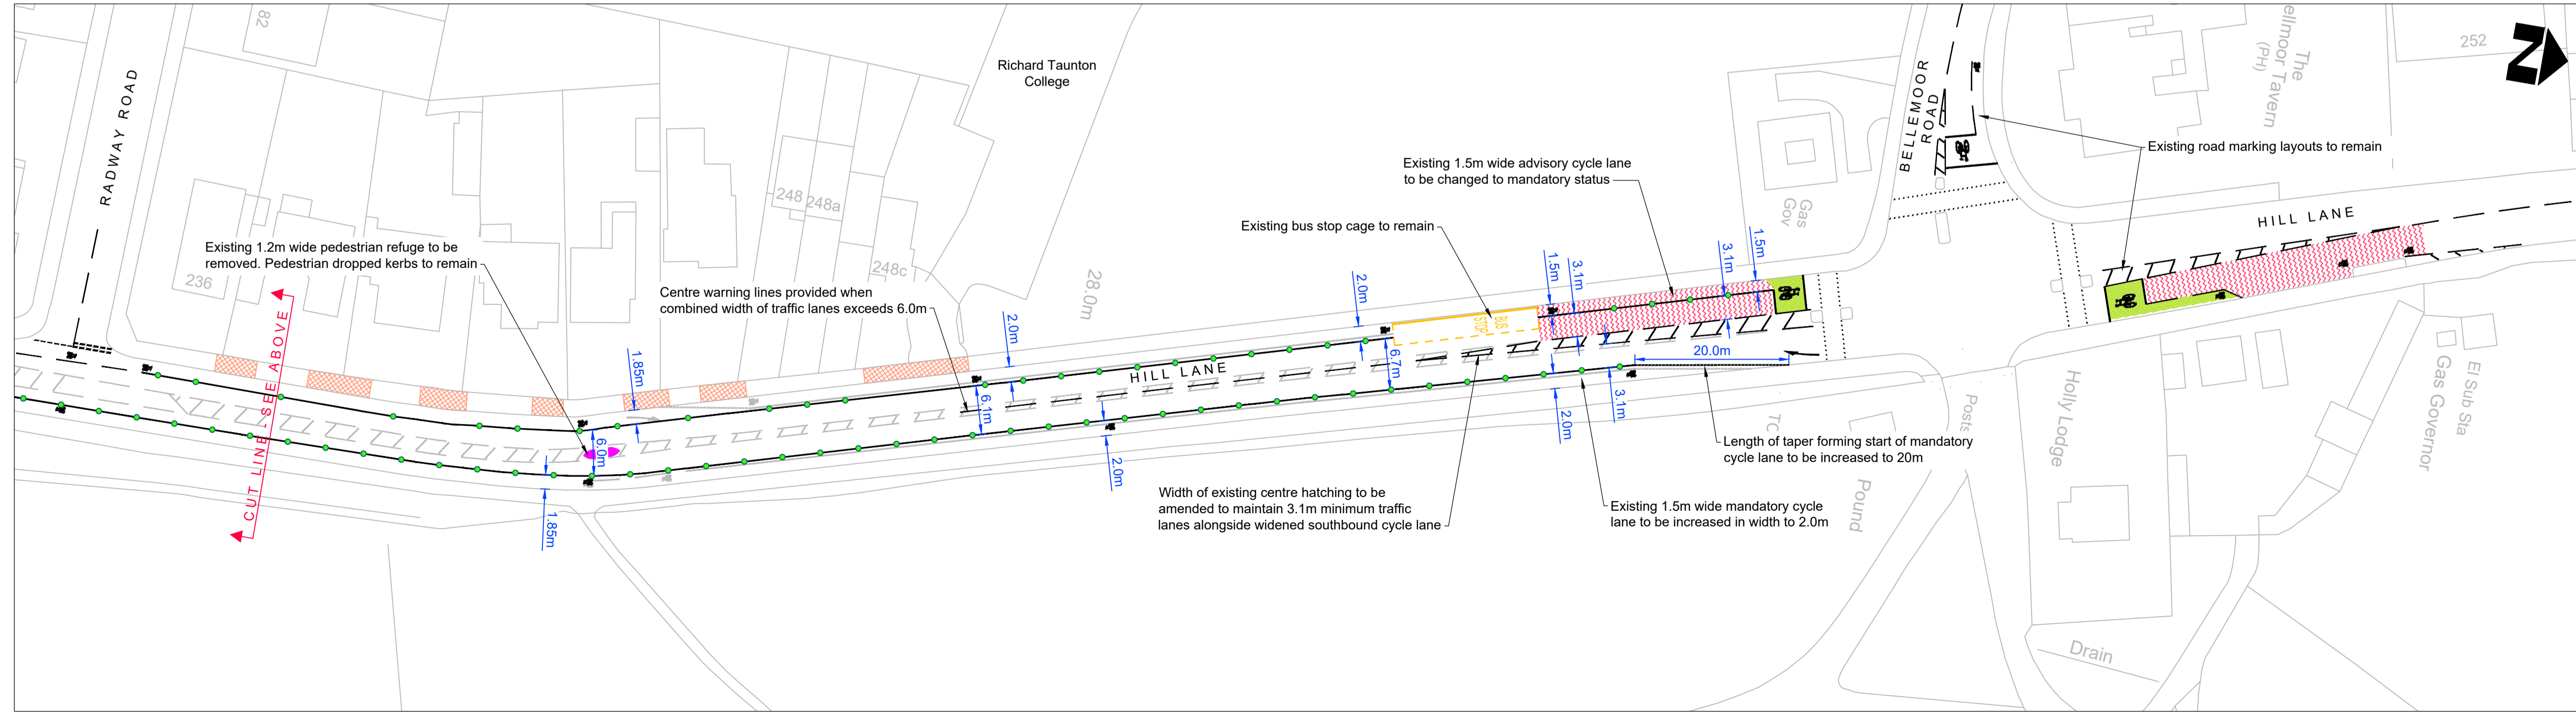 82
RADWAY ROAD
Richard Taunton
College
Existing 1.2m wide pedestrian refuge to be
removed. Pedestrian dropped kerbs to remain
236
CUT LINE - SEE ABOVE
248
248a
248c
28.0m
Centre warning lines provided when
combined width of traffic lanes exceeds 6.0m
1.85m
6.0m
1.85m
2.0m
6.1m
2.0m
HILL LANE
Existing 1.5m wide advisory cycle lane
to be changed to mandatory status
Existing bus stop cage to remain
2.0m
6.7m
BUS
STOP
1.5m
3.1m
3.1m
1.5m
20.0m
2.0m
3.1m
Width of existing centre hatching to be
amended to maintain 3.1m minimum traffic
lanes alongside widened southbound cycle lane
Existing 1.5m wide mandatory cycle
lane to be increased in width to 2.0m
Length of taper forming start of mandatory
cycle lane to be increased to 20m
Gas
Gov
BELLEMOOR
ROAD
The
ellmoor Tavern
(PH)
252
N
Existing road marking layouts to remain
HILL LANE
TC
Pound
Posts
Holly Lodge
Gas Governor
El Sub Sta
Drain